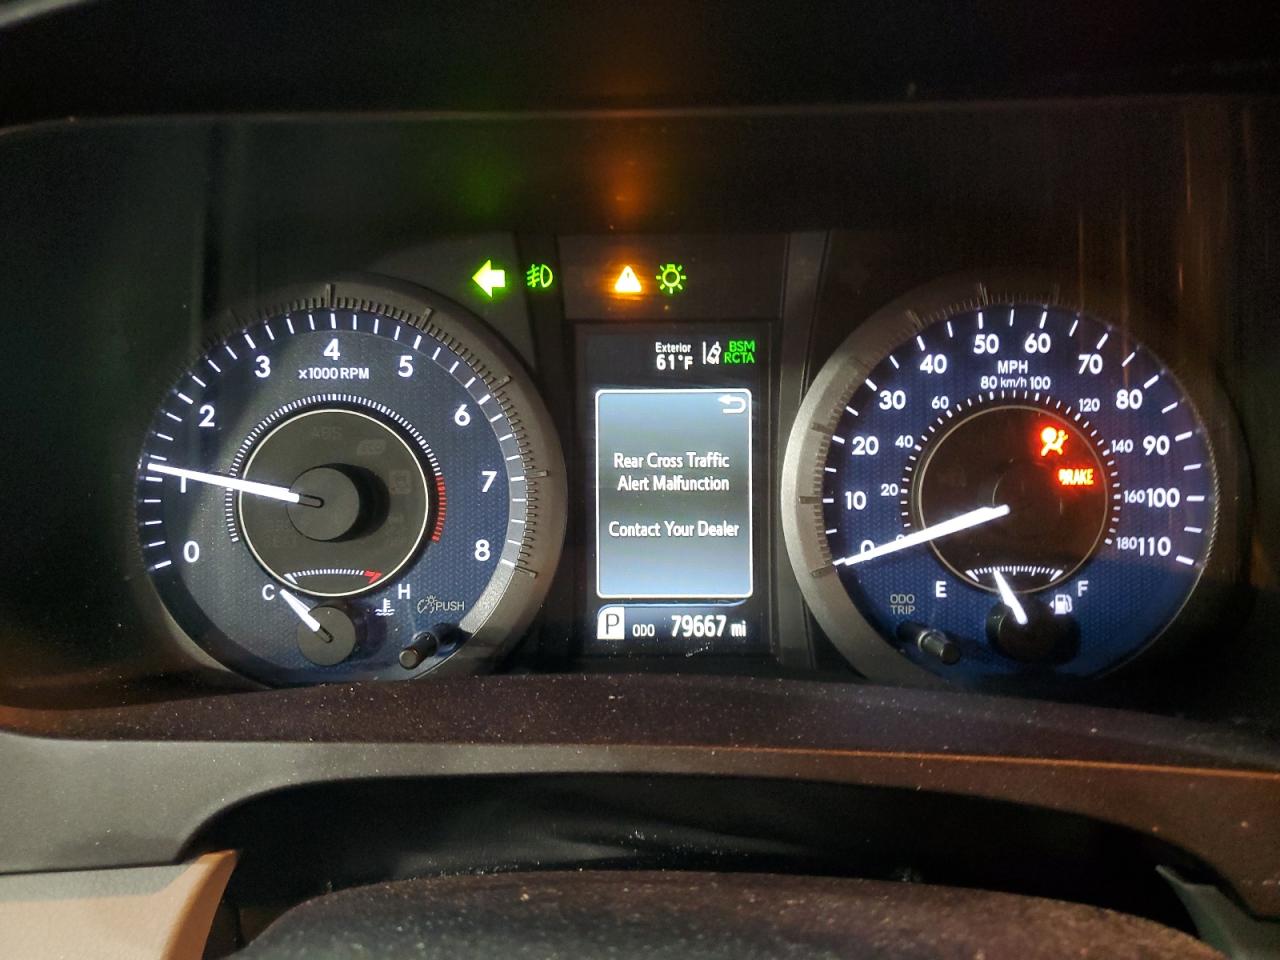 Exterior
61°F
BSM
RCTA
Rear Cross Traffic
Alert Malfunction
Contact Your Dealer
P ODO 79667 mi
0
1
2
3
4
5
6
7
8
x1000 RPM
C
H
PUSH
0
10
20
30
40
50
60
70
80
90
100
110
MPH
80 km/h 100
20
40
60
120
140
160
180
BRAKE
ODO
TRIP
E
F